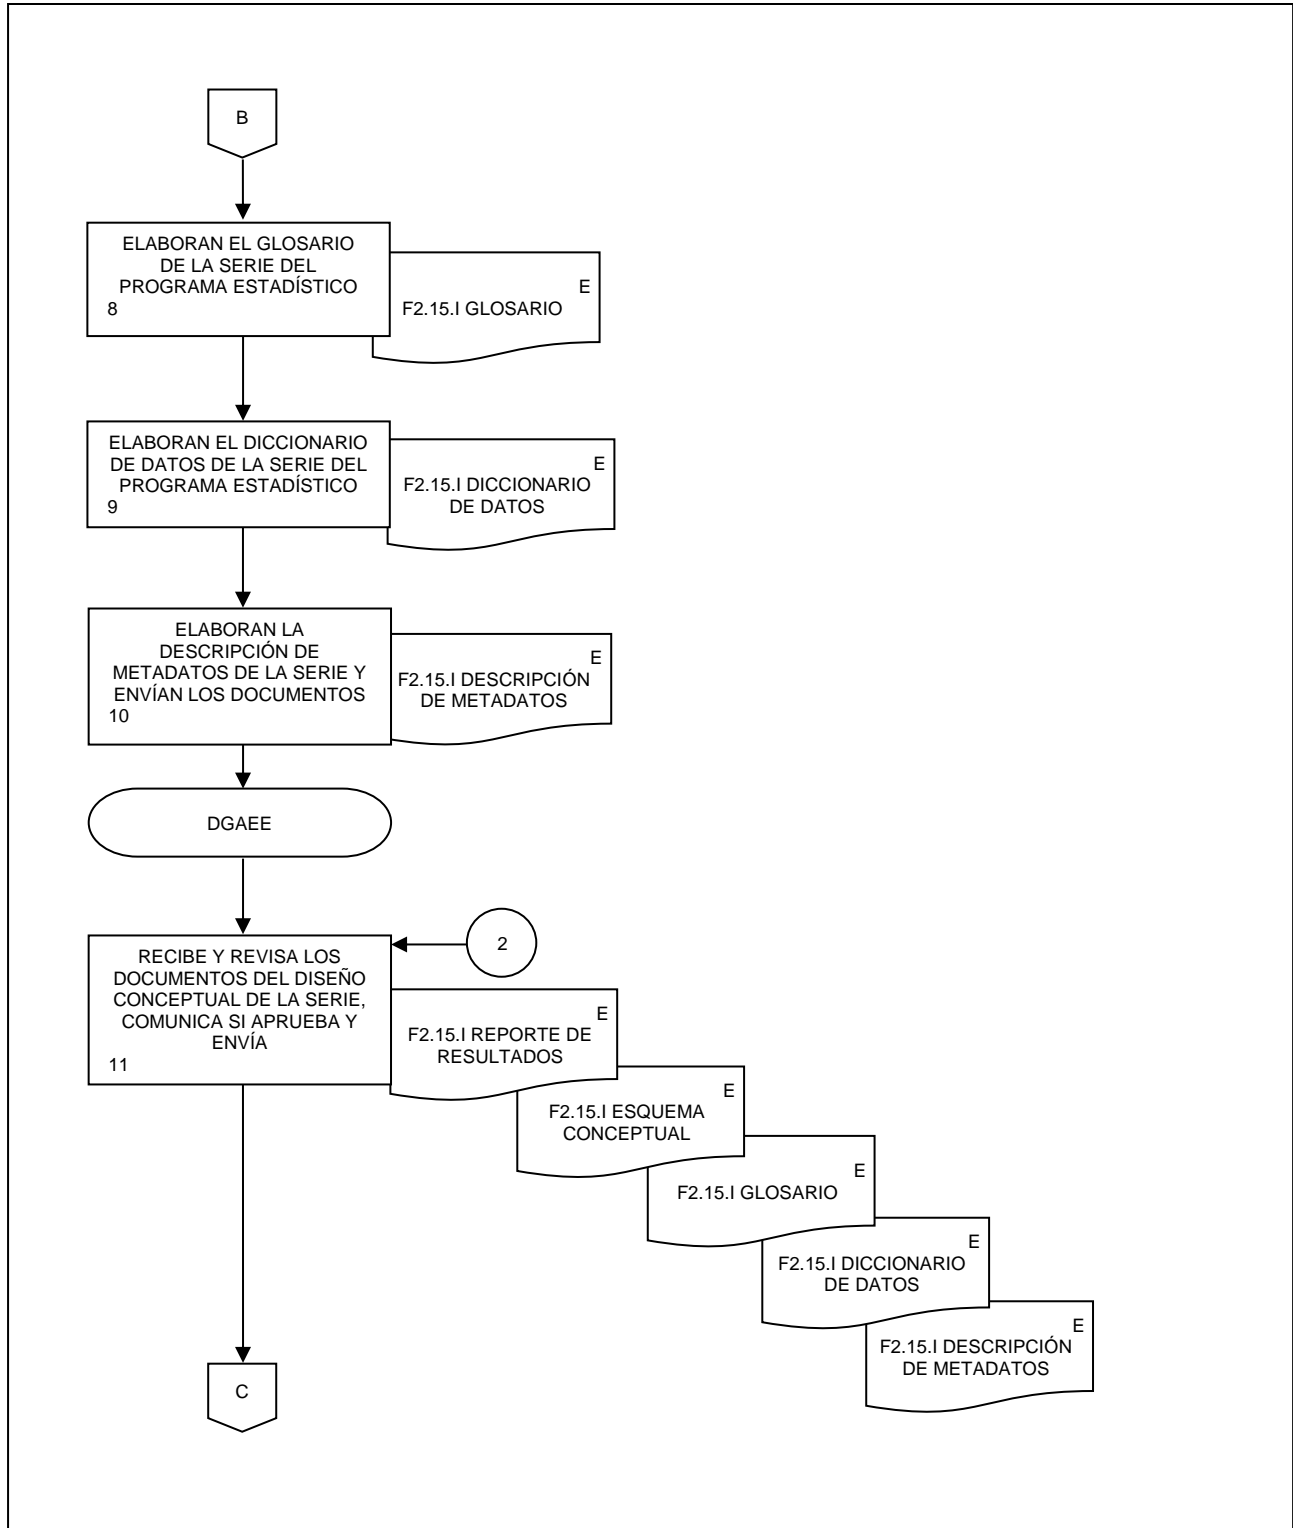 B
ELABORAN EL GLOSARIO
DE LA SERIE DEL
PROGRAMA ESTADÍSTICO
8
E
F2.15.I GLOSARIO
ELABORAN EL DICCIONARIO
DE DATOS DE LA SERIE DEL
PROGRAMA ESTADÍSTICO
9
E
F2.15.I DICCIONARIO
DE DATOS
ELABORAN LA
DESCRIPCIÓN DE
METADATOS DE LA SERIE Y
ENVÍAN LOS DOCUMENTOS
10
E
F2.15.I DESCRIPCIÓN
DE METADATOS
DGAEE
2
RECIBE Y REVISA LOS
DOCUMENTOS DEL DISEÑO
CONCEPTUAL DE LA SERIE,
COMUNICA SI APRUEBA Y
ENVÍA
11
E
F2.15.I REPORTE DE
RESULTADOS
E
F2.15.I ESQUEMA
CONCEPTUAL
E
F2.15.I GLOSARIO
E
F2.15.I DICCIONARIO
DE DATOS
E
F2.15.I DESCRIPCIÓN
DE METADATOS
C